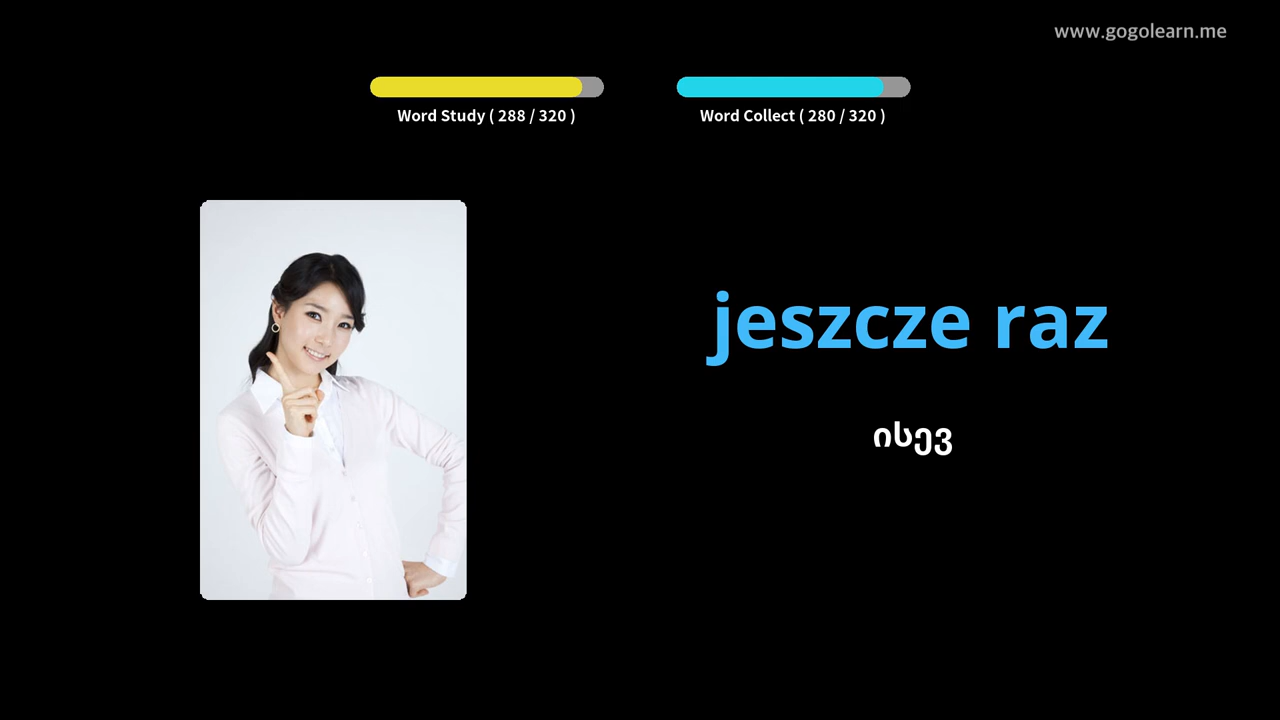 www.gogolearn.me
Word Study ( 288 / 320 )
Word Collect ( 280 / 320 )
jeszcze raz
ისევ